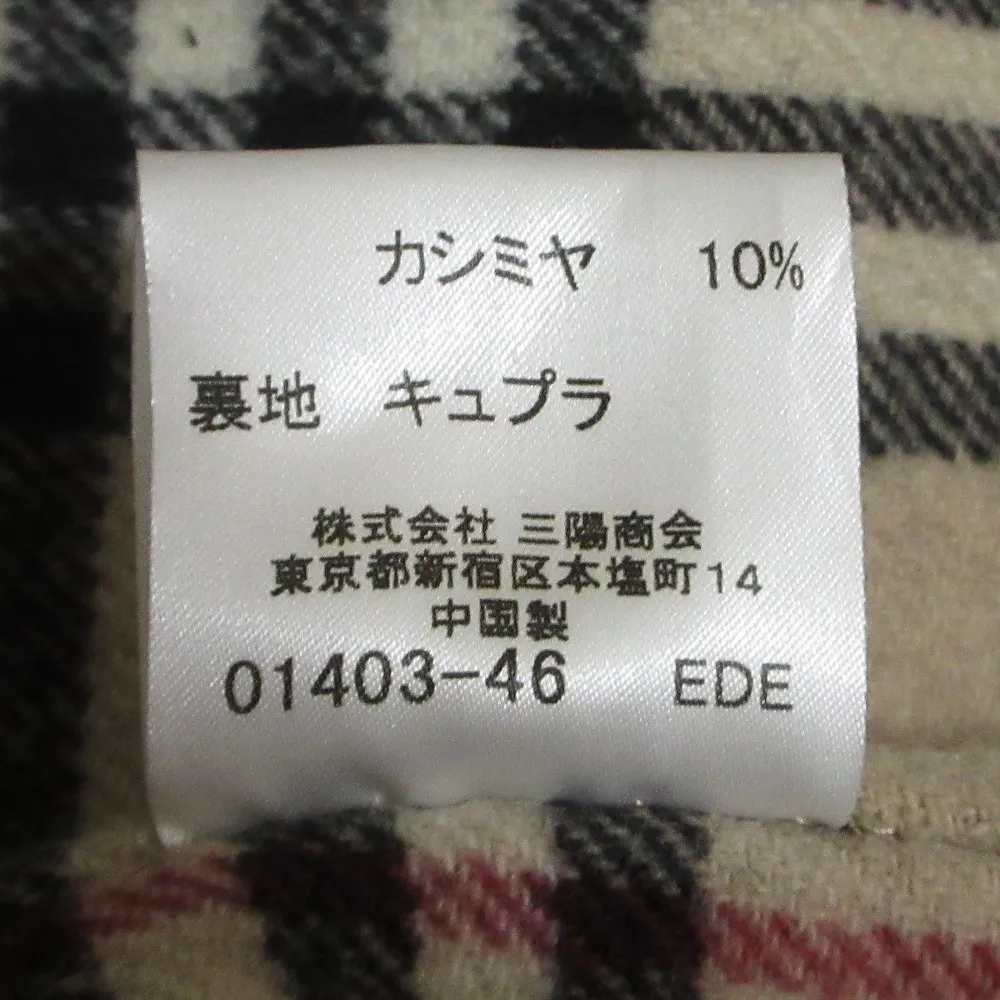 カシミヤ 10%
裏地 キュプラ
株式会社 三陽商会
東京都新宿区本塩町14
中国製
01403-46 EDE